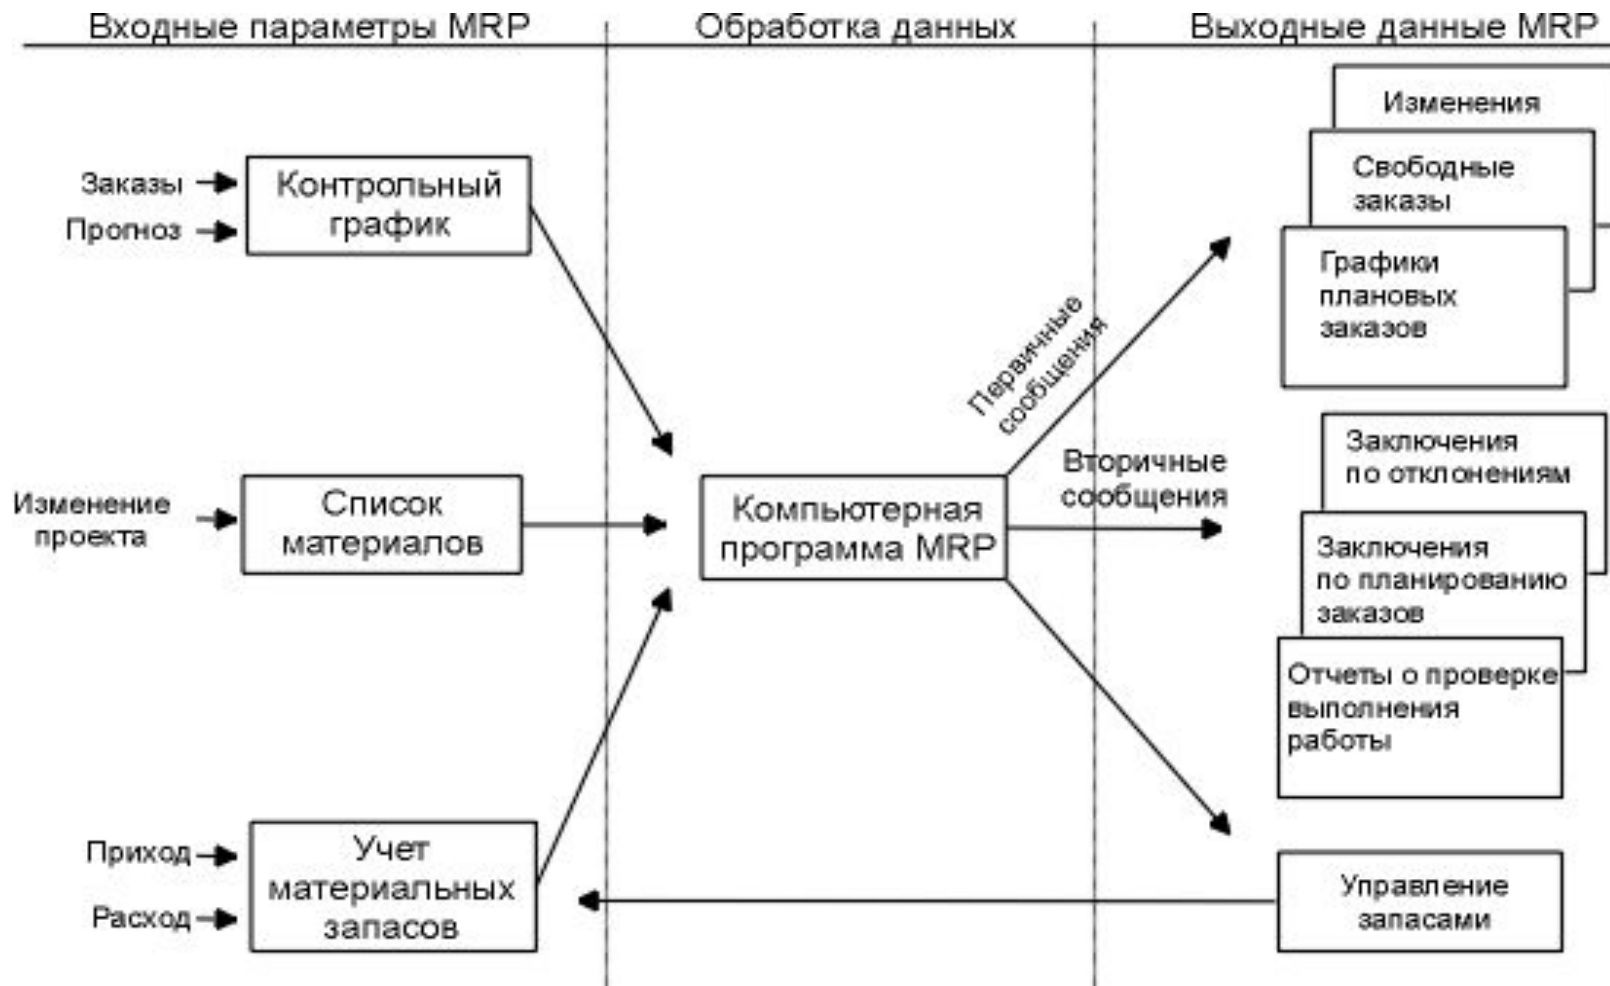 Входные параметры MRP
Обработка данных
Выходные данные MRP
Заказы
Прогноз
Контрольный
график
Изменение
проекта
Список
материалов
Приход
Расход
Учет
материальных
запасов
Компьютерная
программа MRP
Первичные
сообщения
Вторичные
сообщения
Изменения
Свободные
заказы
Графики
плановых
заказов
Заключения
по отклонениям
Заключения
по планированию
заказов
Отчеты о проверке
выполнения
работы
Управление
запасами